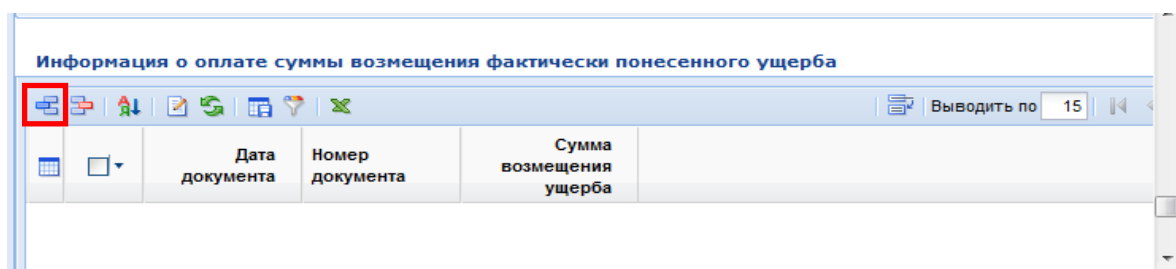 Информация о оплате суммы возмещения фактически понесенного ущерба
Выводить по 15
Дата документа
Номер документа
Сумма возмещения ущерба